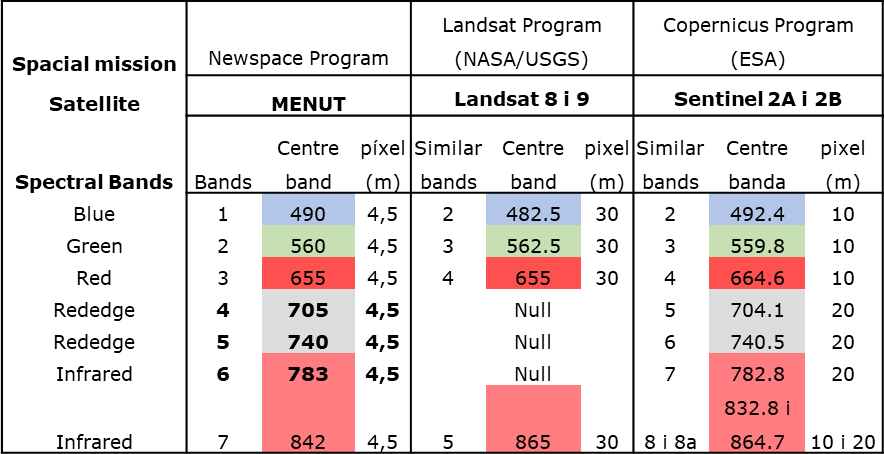 Spacial mission Newspace Program Landsat Program (NASA/USGS) Copernicus Program (ESA)
Satellite MENUT Landsat 8 i 9 Sentinel 2A i 2B
Spectral Bands Bands Centre band píxel (m) Similar bands Centre band pixel (m) Similar bands Centre banda pixel (m)
Blue 1 490 4,5 2 482.5 30 2 492.4 10
Green 2 560 4,5 3 562.5 30 3 559.8 10
Red 3 655 4,5 4 655 30 4 664.6 10
Rededge 4 705 4,5 Null 5 704.1 20
Rededge 5 740 4,5 Null 6 740.5 20
Infrared 6 783 4,5 Null 7 782.8 20
Infrared 7 842 4,5 5 865 30 8 i 8a 832.8 i 864.7 10 i 20